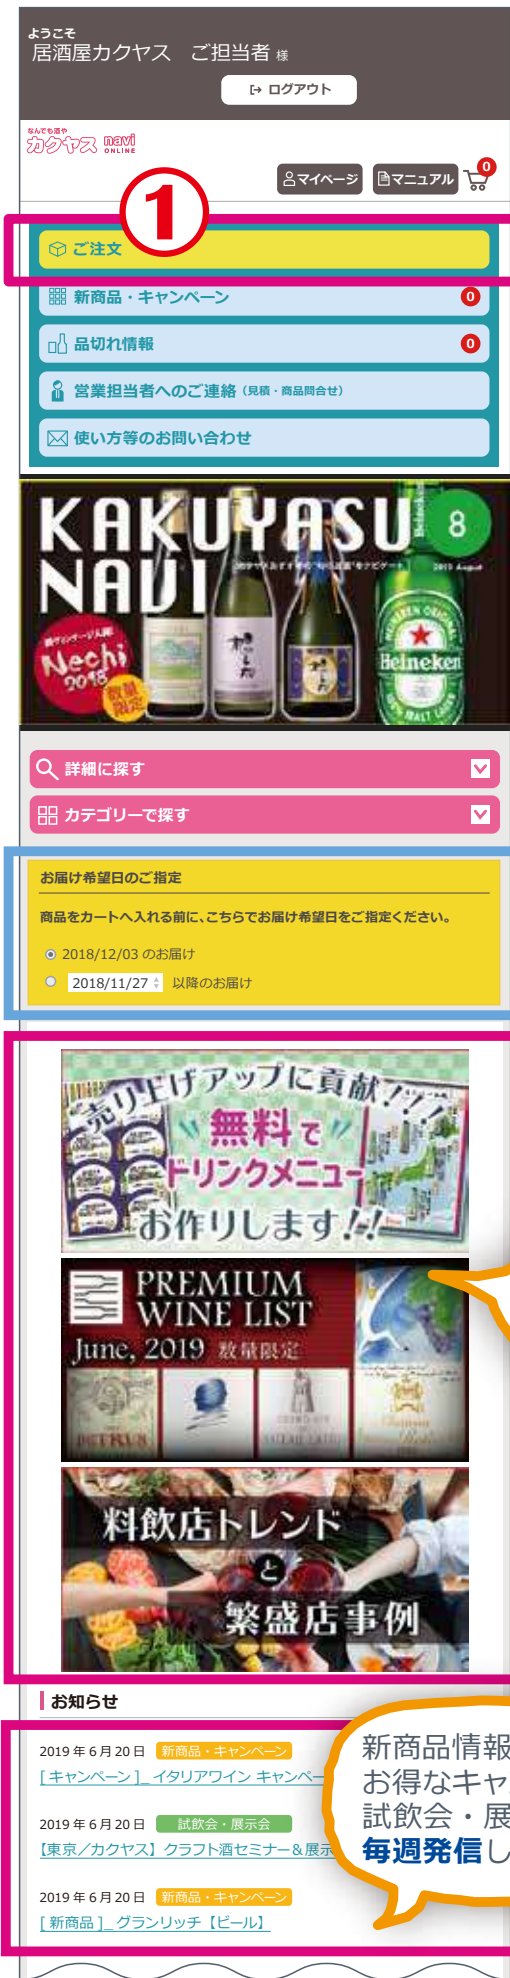 ようこそ
居酒屋カクヤス ご担当者 様
ログアウト
なんでも酒や
カクヤス navi
ONLINE
マイページ マニュアル 0
1
ご注文
新商品・キャンペーン 0
品切れ情報 0
営業担当者へのご連絡（見積・商品問合せ）
使い方等のお問い合わせ
KAKUYASU
NAVI
8
2019 August
Nechi
2018
数量
限定
Heineken
Heineken
詳細に探す
カテゴリーで探す
お届け希望日のご指定
商品をカートへ入れる前に、こちらでお届け希望日をご指定ください。
2018/12/03 のお届け
2018/11/27 以降のお届け
売り上げアップに貢献!!!
無料で
ドリンクメニュー
お作りします!!
PREMIUM
WINE LIST
June, 2019 数量限定
PETRUS
料飲店トレンド
と
繁盛店事例
お知らせ
2019年6月20日 新商品・キャンペーン
[キャンペーン]_イタリアワイン キャンペー
2019年6月20日 試飲会・展示会
【東京／カクヤス】クラフト酒セミナー＆展示
2019年6月20日 新商品・キャンペーン
[新商品]_グランリッチ【ビール】
新商品情報
お得なキャ
試飲会・展
毎週発信し